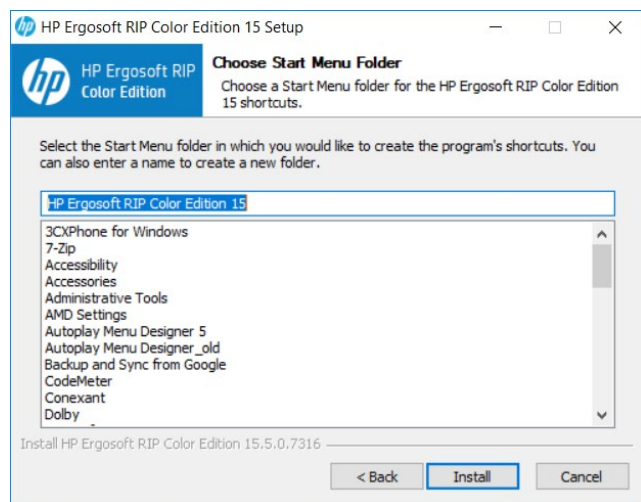 HP Ergosoft RIP Color Edition 15 Setup
hp
HP Ergosoft RIP
Color Edition
Choose Start Menu Folder
Choose a Start Menu folder for the HP Ergosoft RIP Color Edition
15 shortcuts.
Select the Start Menu folder in which you would like to create the program's shortcuts. You
can also enter a name to create a new folder.
HP Ergosoft RIP Color Edition 15
3CXPhone for Windows
7-Zip
Accessibility
Accessories
Administrative Tools
AMD Settings
Autoplay Menu Designer 5
Autoplay Menu Designer_old
Backup and Sync from Google
CodeMeter
Conexant
Dolby
Install HP Ergosoft RIP Color Edition 15.5.0.7316
< Back
Install
Cancel